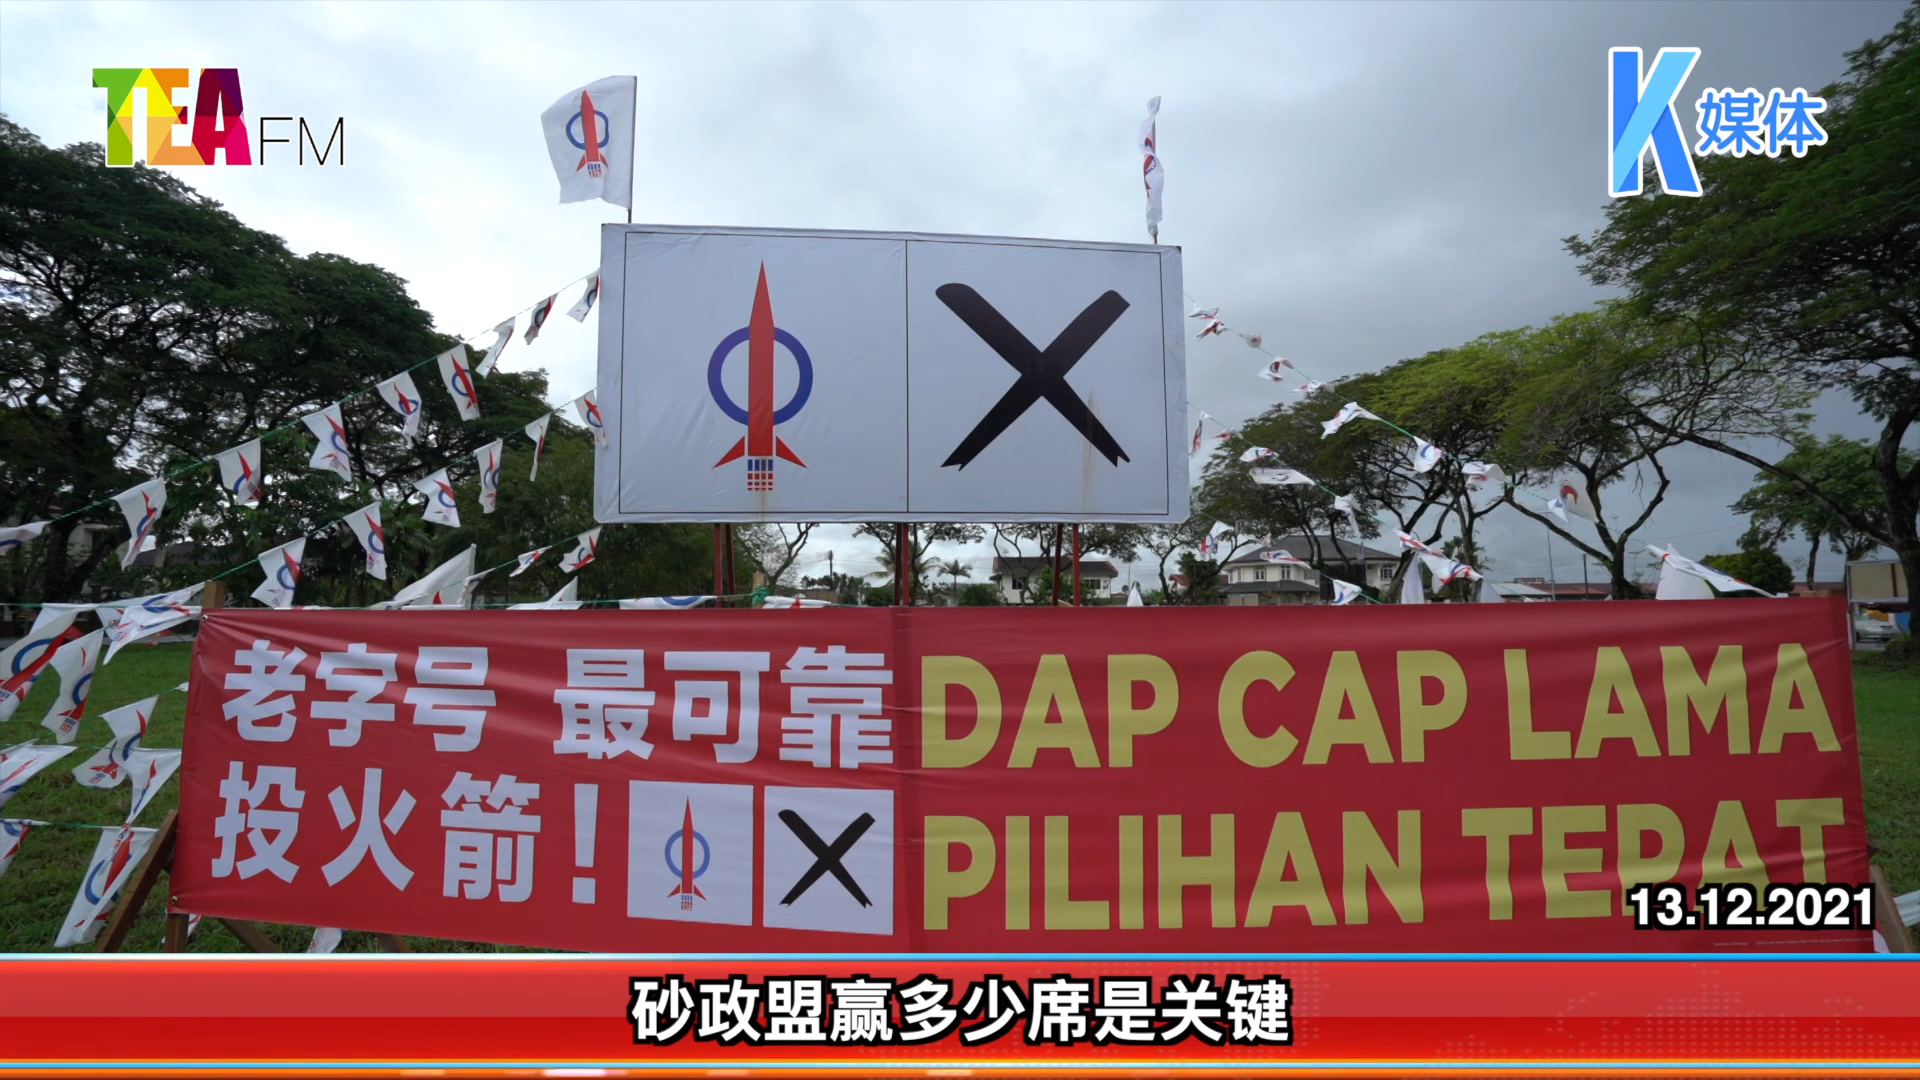 TEA FM
K媒体
老字号 最可靠
投火箭!
DAP CAP LAMA
PILIHAN TEPAT
13.12.2021
砂政盟赢多少席是关键